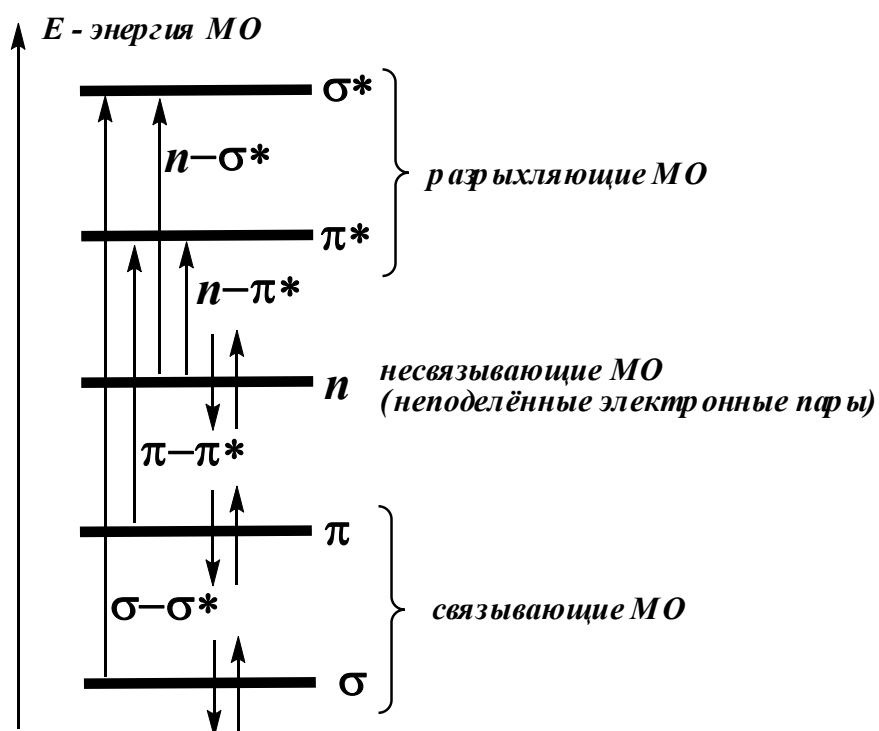 E - энергия МО
σ*
n–σ*
разрыхляющие МО
π*
n–π*
несвязывающие МО
n
(неподелённые электронные пары)
π–π*
π
σ–σ*
связывающие МО
σ